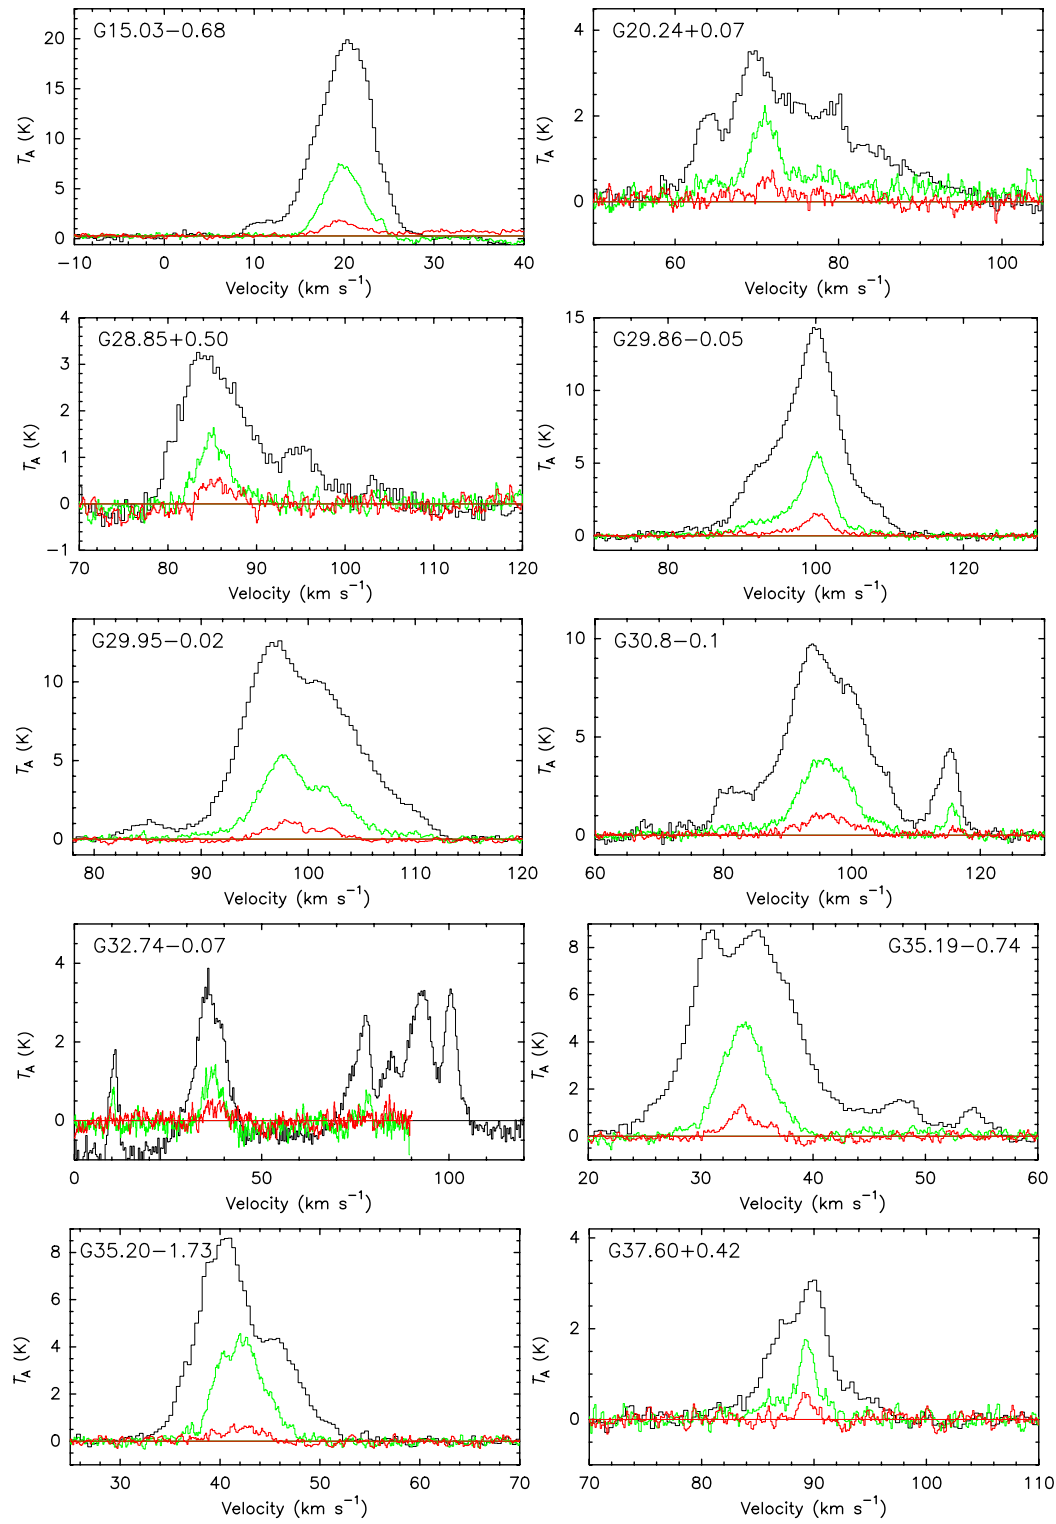 G15.03−0.68
20
15
10
5
0
T_A (K)
−10 0 10 20 30 40
Velocity (km s⁻¹)
G20.24+0.07
4
2
0
T_A (K)
60 80 100
Velocity (km s⁻¹)
G28.85+0.50
4
3
2
1
0
−1
T_A (K)
70 80 90 100 110 120
Velocity (km s⁻¹)
G29.86−0.05
15
10
5
0
T_A (K)
80 100 120
Velocity (km s⁻¹)
G29.95−0.02
10
5
0
T_A (K)
80 90 100 110 120
Velocity (km s⁻¹)
G30.8−0.1
10
5
0
T_A (K)
60 80 100 120
Velocity (km s⁻¹)
G32.74−0.07
4
2
0
T_A (K)
0 50 100
Velocity (km s⁻¹)
G35.19−0.74
8
6
4
2
0
T_A (K)
20 30 40 50 60
Velocity (km s⁻¹)
G35.20−1.73
8
6
4
2
0
T_A (K)
30 40 50 60 70
Velocity (km s⁻¹)
G37.60+0.42
4
2
0
T_A (K)
70 80 90 100 110
Velocity (km s⁻¹)